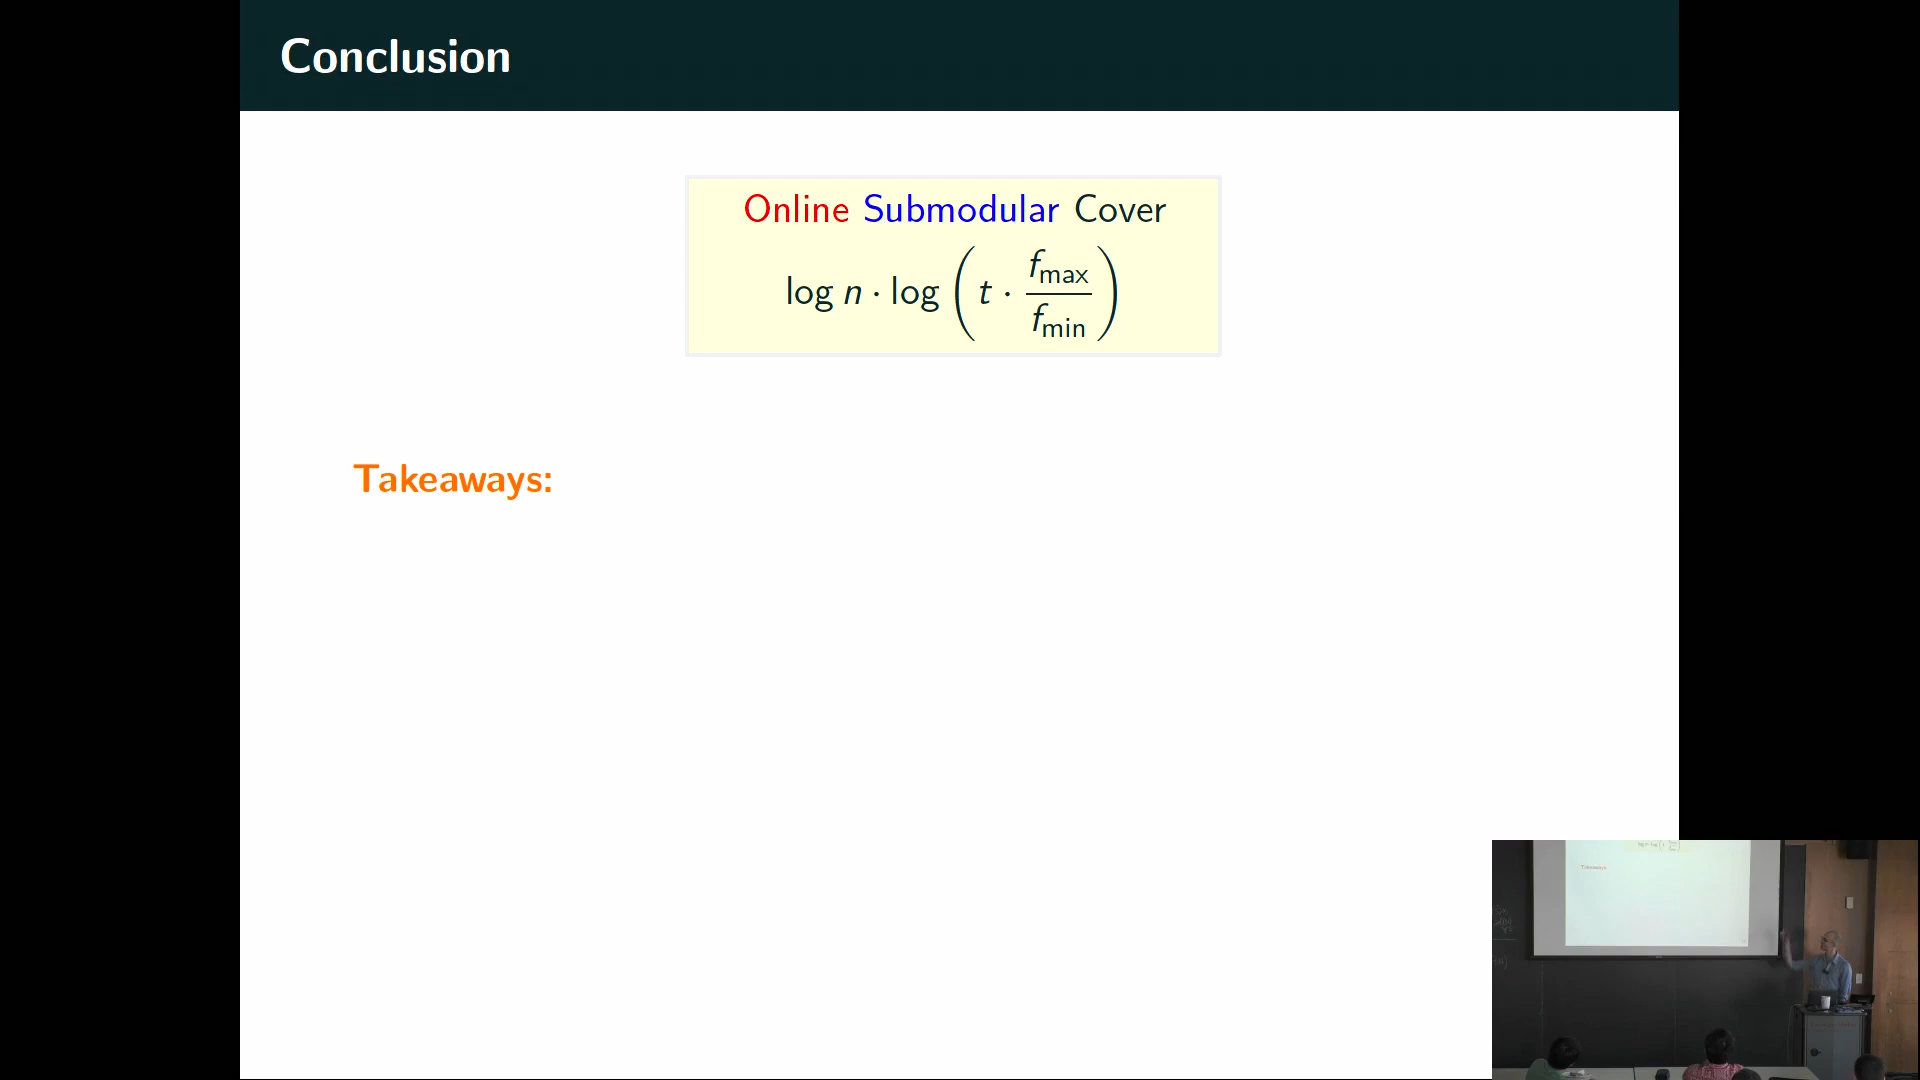 Conclusion
Online Submodular Cover
log n · log ( t · f_max / f_min )
Takeaways: